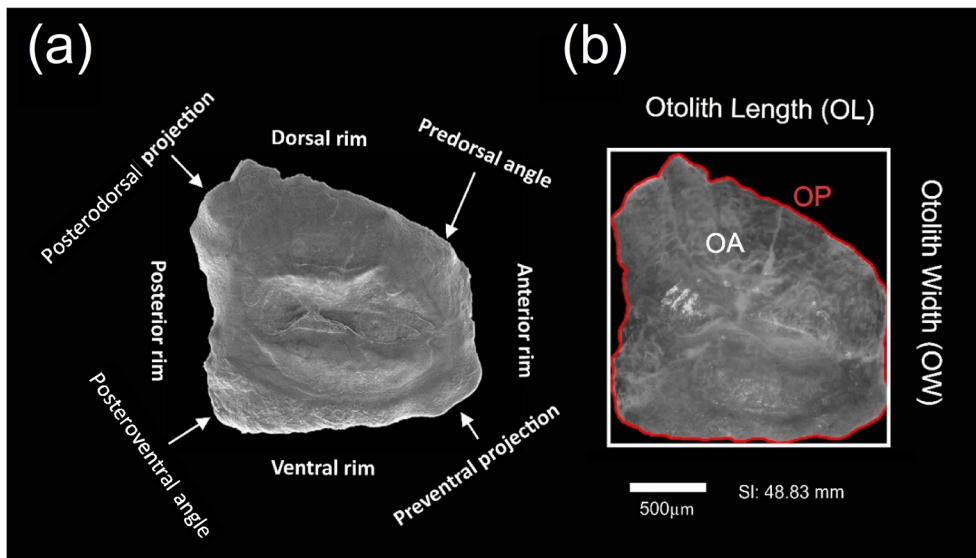 (a)
Posterodorsal projection
Dorsal rim
Predorsal angle
Posterior rim
Anterior rim
Posteroventral angle
Ventral rim
Preventral projection
(b)
Otolith Length (OL)
OP
OA
Otolith Width (OW)
500μm
SI: 48.83 mm